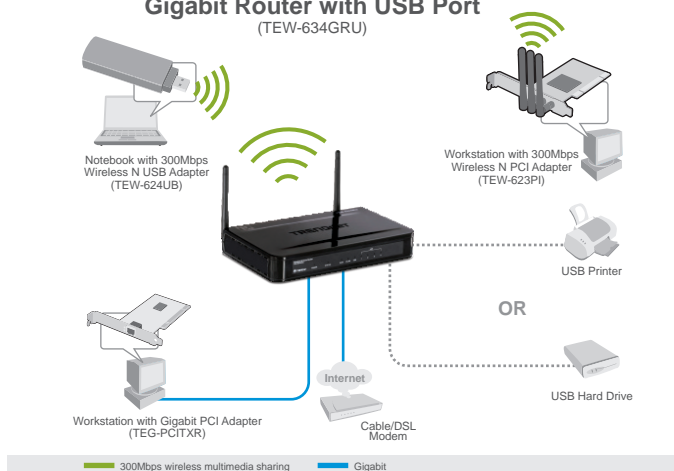 Gigabit Router with USB Port
(TEW-634GRU)
Notebook with 300Mbps
Wireless N USB Adapter
(TEW-624UB)
Workstation with 300Mbps
Wireless N PCI Adapter
(TEW-623PI)
TRENDNET
USB Printer
OR
Internet
USB Hard Drive
Workstation with Gigabit PCI Adapter
(TEG-PCITXR)
Cable/DSL
Modem
300Mbps wireless multimedia sharing
Gigabit